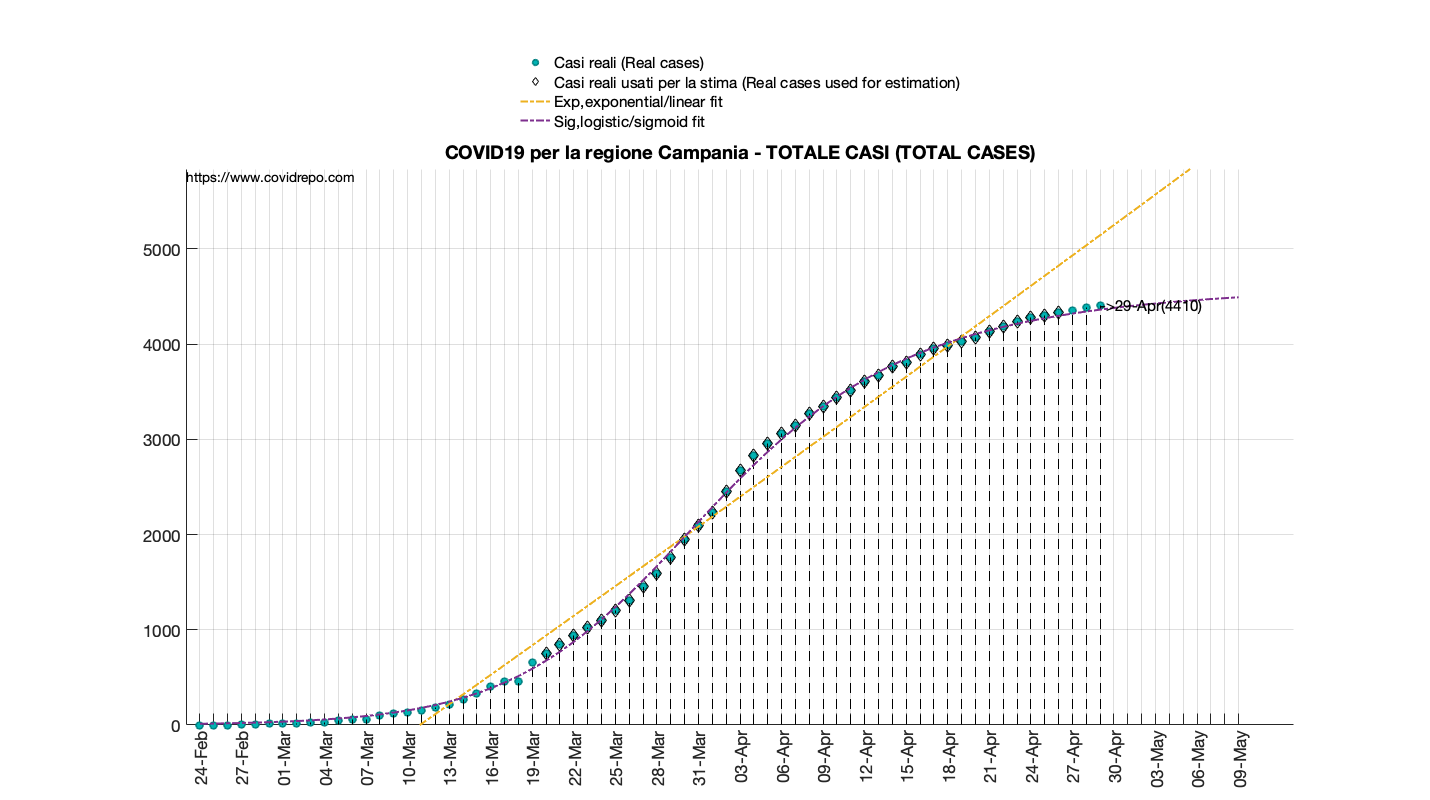 Casi reali (Real cases)
Casi reali usati per la stima (Real cases used for estimation)
Exp,exponential/linear fit
Sig,logistic/sigmoid fit
COVID19 per la regione Campania - TOTALE CASI (TOTAL CASES)
https://www.covidrepo.com
5000
4000
3000
2000
1000
0
>29-Apr(4410)
24-Feb
27-Feb
01-Mar
04-Mar
07-Mar
10-Mar
13-Mar
16-Mar
19-Mar
22-Mar
25-Mar
28-Mar
31-Mar
03-Apr
06-Apr
09-Apr
12-Apr
15-Apr
18-Apr
21-Apr
24-Apr
27-Apr
30-Apr
03-May
06-May
09-May